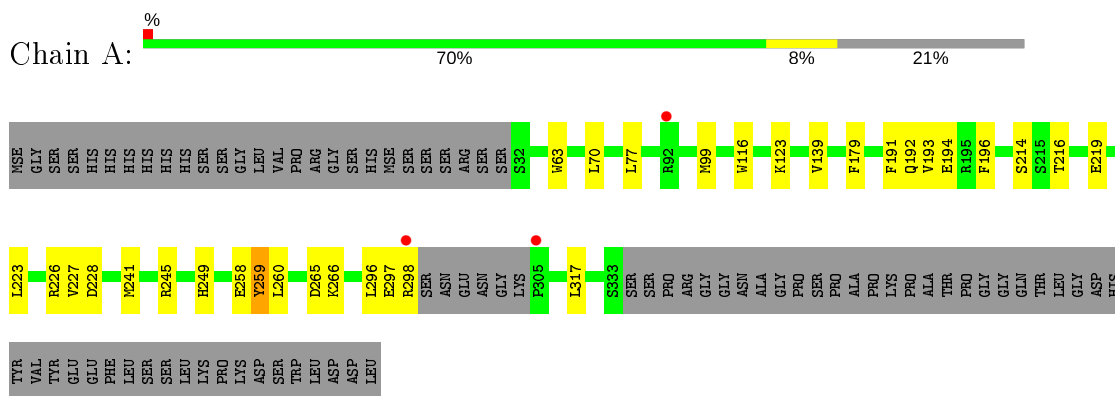 %
Chain A:
70% 8% 21%
MSE GLY SER SER HIS HIS HIS HIS HIS HIS SER SER GLY LEU VAL PRO ARG GLY SER HIS MSE SER SER SER ARG SER SER S32 W63 L70 L77 R92 M99 W116 K123 V139 F179 F191 Q192 V193 E194 R195 F196 S214 S215 T216 E219
L223 R226 V227 D228 M241 R245 H249 E258 Y259 L260 D265 K266 L296 E297 R298 SER ASN GLU ASN GLY LYS P305 L317 S333 SER SER PRO ARG GLY GLY ASN ALA GLY PRO SER PRO ALA PRO LYS PRO ALA THR PRO GLY GLY GLN THR LEU GLY ASP HIS
TYR VAL TYR GLU GLU PHE LEU SER SER LEU LYS PRO LYS ASP SER TRP LEU ASP ASP LEU